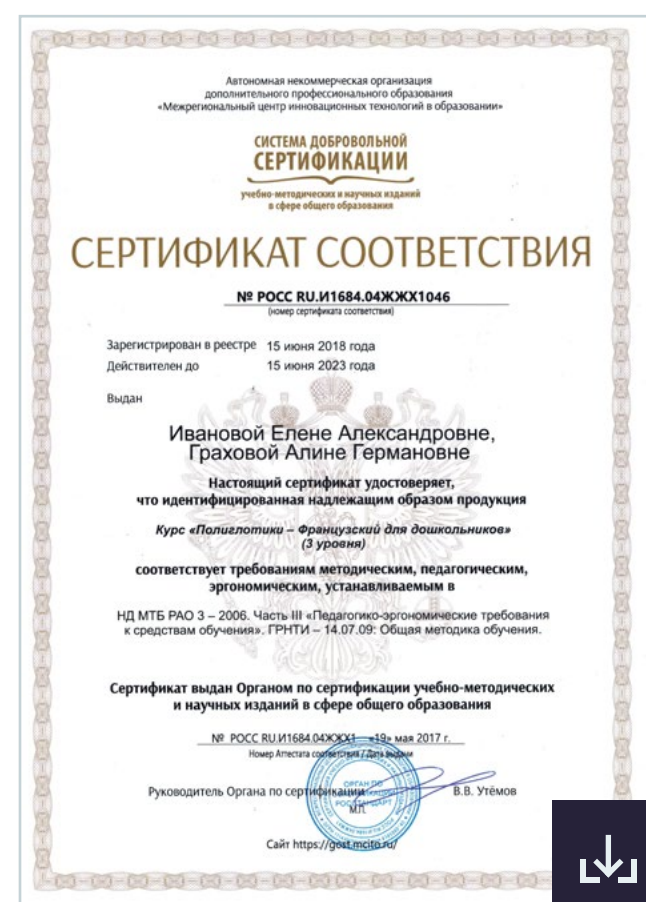 Автономная некоммерческая организация
дополнительного профессионального образования
«Межрегиональный центр инновационных технологий в образовании»
СИСТЕМА ДОБРОВОЛЬНОЙ
СЕРТИФИКАЦИИ
учебно-методических и научных изданий
в сфере общего образования
СЕРТИФИКАТ СООТВЕТСТВИЯ
№ РОСС RU.И1684.04ЖЖХ1046
(номер сертификата соответствия)
Зарегистрирован в реестре 15 июня 2018 года
Действителен до 15 июня 2023 года
Выдан
Ивановой Елене Александровне,
Граховой Алине Германовне
Настоящий сертификат удостоверяет,
что идентифицированная надлежащим образом продукция
Курс «Полиглотики – Французский для дошкольников»
(3 уровня)
соответствует требованиям методическим, педагогическим,
эргономическим, устанавливаемым в
НД МТБ РАО 3 – 2006. Часть III «Педагогико-эргономические требования
к средствам обучения». ГРНТИ – 14.07.09: Общая методика обучения.
Сертификат выдан Органом по сертификации учебно-методических
и научных изданий в сфере общего образования
№ РОСС RU.И1684.04ЖЖХ1 «19» мая 2017 г.
Номер Аттестата соответствия / Дата выдачи
Руководитель Органа по сертификации В.В. Утёмов
ОРГАН ПО
СЕРТИФИКАЦИИ
РОССТАНДАРТ
М.П.
Сайт https://gost.mcito.ru/